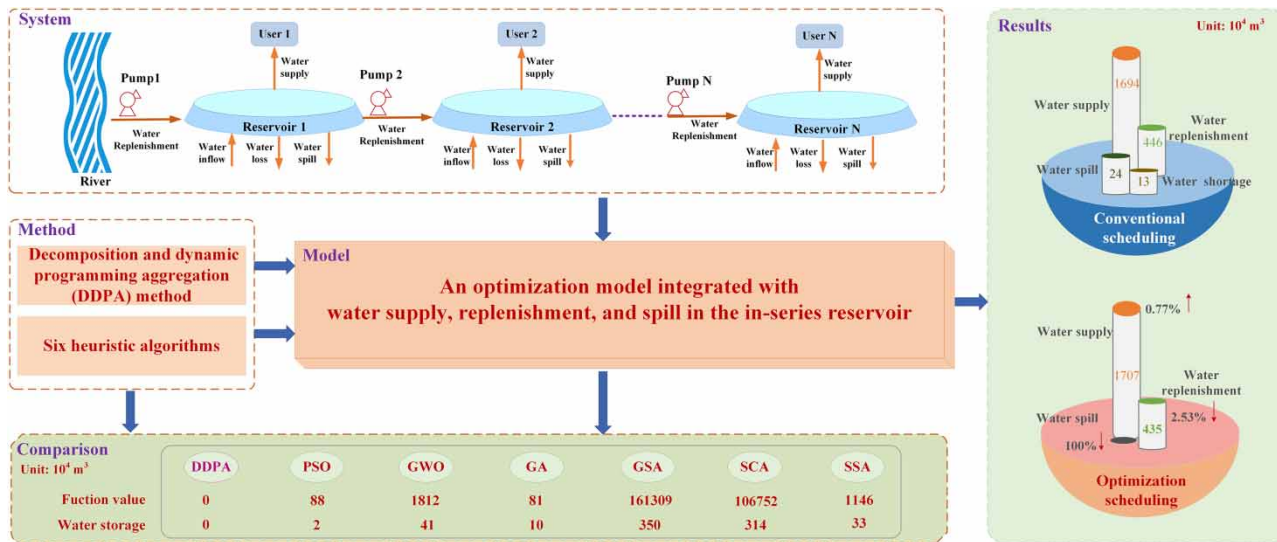 System
User 1
User 2
User N
Water supply
Water supply
Water supply
Pump1
Pump 2
Pump N
Water Replenishment
Reservoir 1
Water Replenishment
Reservoir 2
Water Replenishment
Reservoir N
Water inflow
Water loss
Water spill
Water inflow
Water loss
Water spill
Water inflow
Water loss
Water spill
River
Method
Decomposition and dynamic
programming aggregation
(DDPA) method
Six heuristic algorithms
Model
An optimization model integrated with
water supply, replenishment, and spill in the in-series reservoir
Comparison
Unit: 10⁴ m³
DDPA PSO GWO GA GSA SCA SSA
Fuction value 0 88 1812 81 161309 106752 1146
Water storage 0 2 41 10 350 314 33
Results
Unit: 10⁴ m³
1694
Water supply
Water
replenishment
446
Water spill
24
13
Water shortage
Conventional
scheduling
0.77%
Water supply
1707
Water
replenishment
Water spill
435
2.53%
100%
Optimization
scheduling